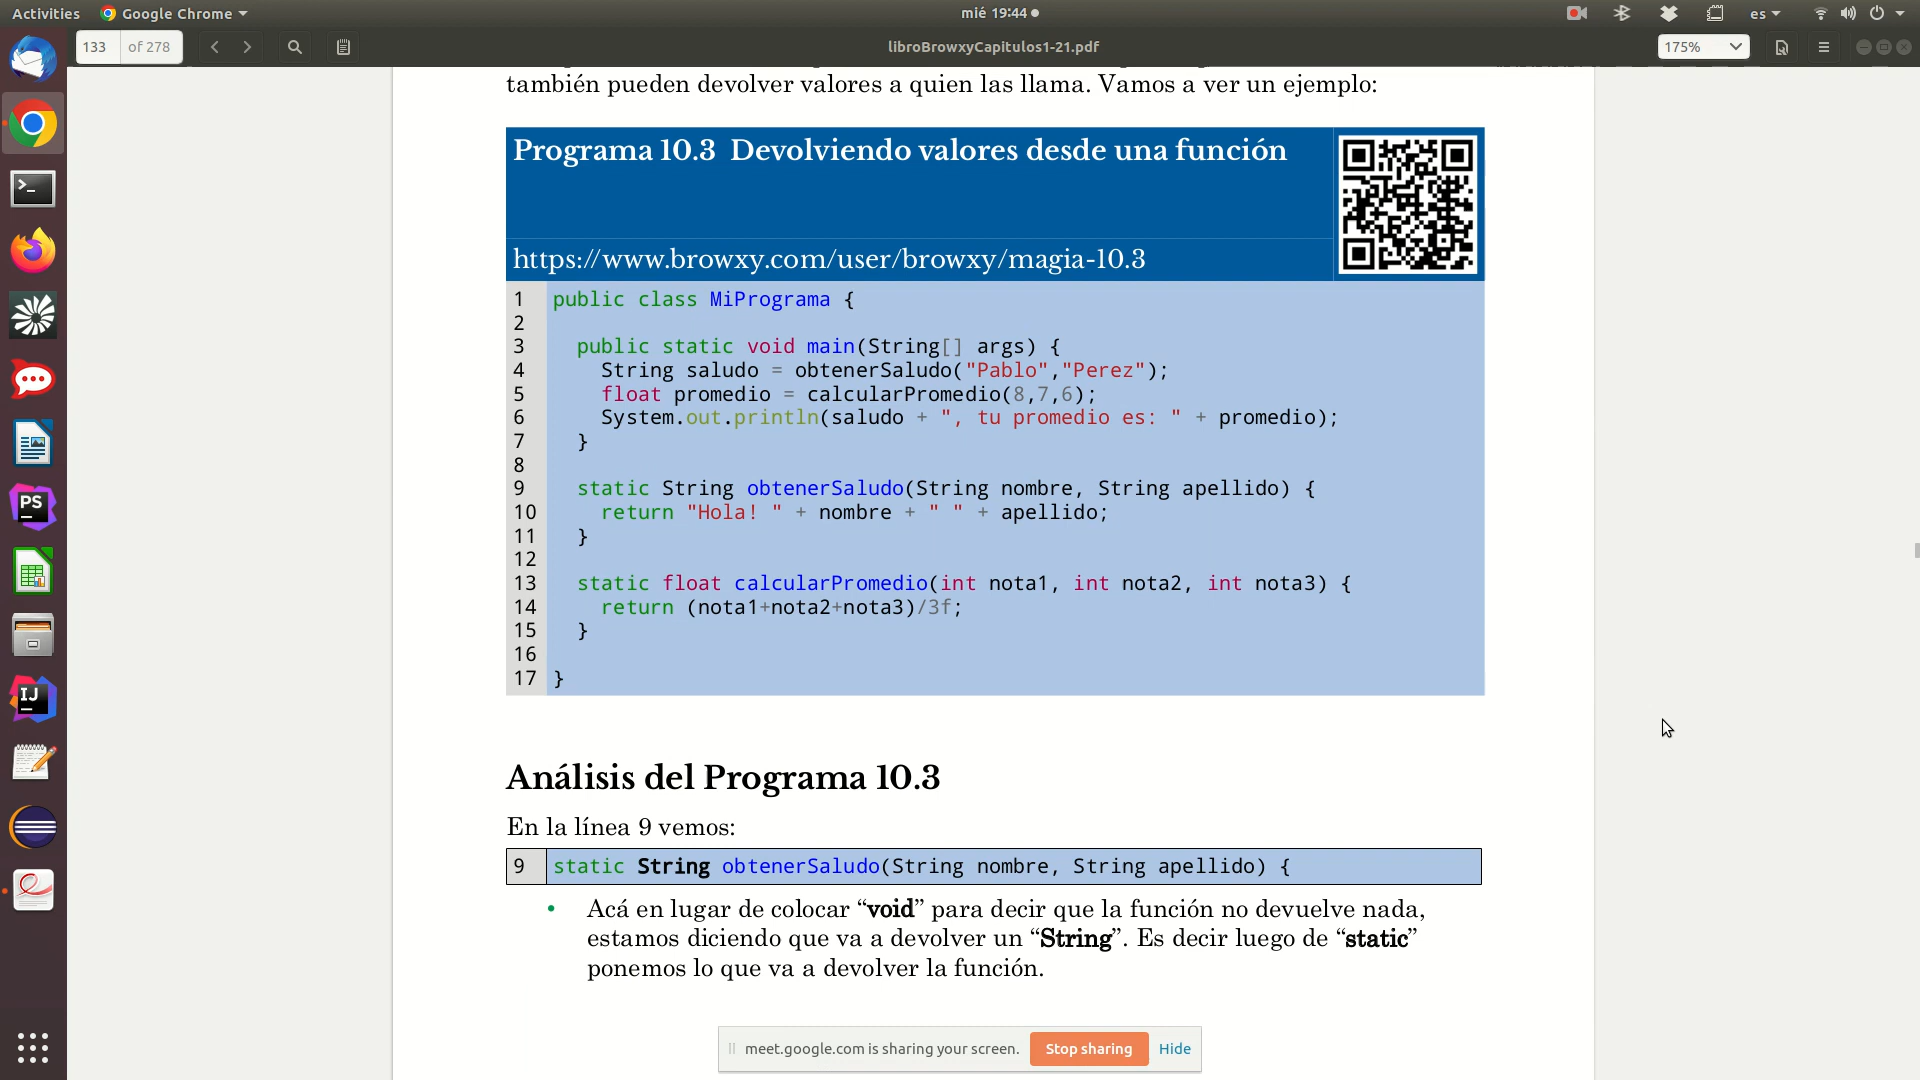 Activities Google Chrome mié 19:44 es
133 of 278 libroBrowxyCapitulos1-21.pdf 175%
también pueden devolver valores a quien las llama. Vamos a ver un ejemplo:
Programa 10.3 Devolviendo valores desde una función
https://www.browxy.com/user/browxy/magia-10.3
1 public class MiPrograma {
2
3 public static void main(String[] args) {
4 String saludo = obtenerSaludo("Pablo","Perez");
5 float promedio = calcularPromedio(8,7,6);
6 System.out.println(saludo + ", tu promedio es: " + promedio);
7 }
8
9 static String obtenerSaludo(String nombre, String apellido) {
10 return "Hola! " + nombre + " " + apellido;
11 }
12
13 static float calcularPromedio(int nota1, int nota2, int nota3) {
14 return (nota1+nota2+nota3)/3f;
15 }
16
17 }
Análisis del Programa 10.3
En la línea 9 vemos:
9 static String obtenerSaludo(String nombre, String apellido) {
• Acá en lugar de colocar “void” para decir que la función no devuelve nada,
estamos diciendo que va a devolver un “String”. Es decir luego de “static”
ponemos lo que va a devolver la función.
meet.google.com is sharing your screen. Stop sharing Hide
PS
IJ